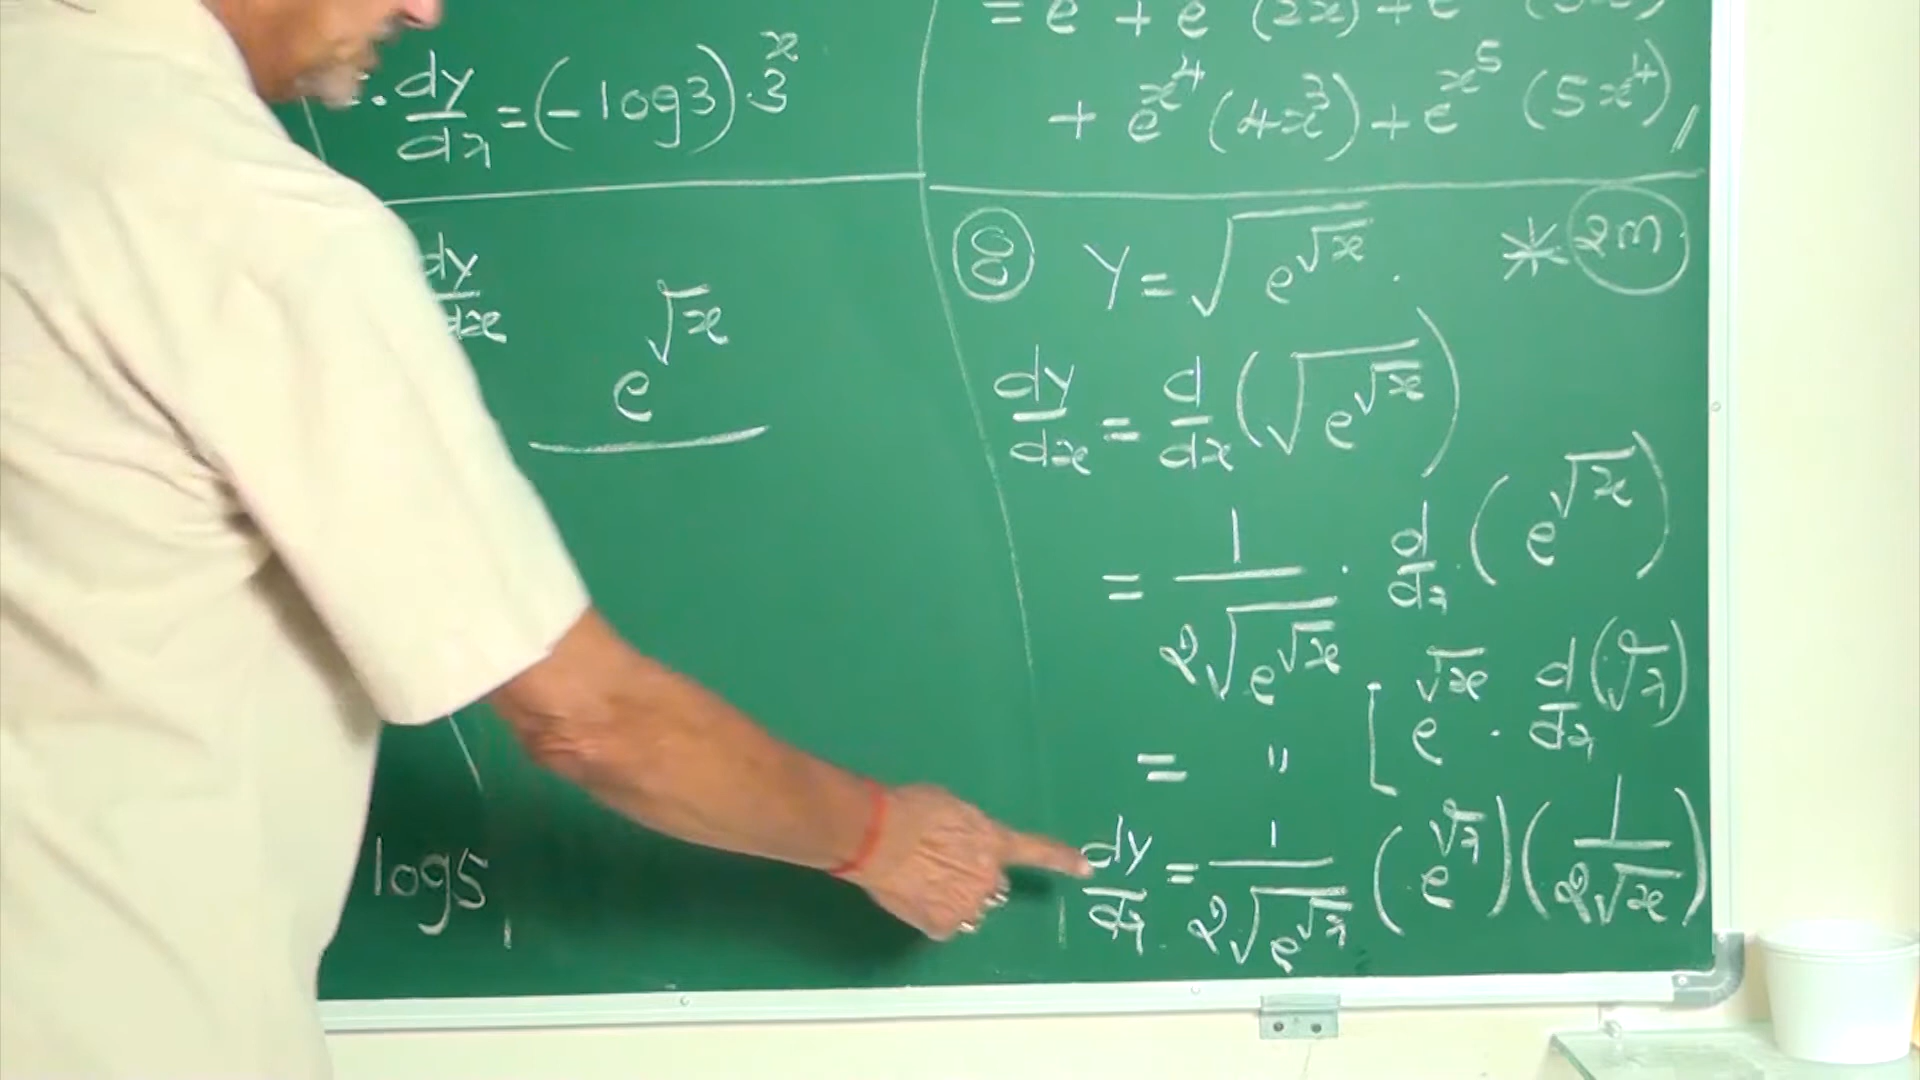 ∴ dy/dx = (-log3).3^x
dy/dx
e^√x
log5
+ e^x^4 (4x^3) + e^x^5 (5x^4)
⑧ y = √(e^√x) . * 2m
dy/dx = d/dx (√(e^√x))
= 1/(2√(e^√x)) . d/dx (e^√x)
= " [e^√x . d/dx (√x)
dy/dx = 1/(2√(e^√x)) (e^√x) (1/(2√x))